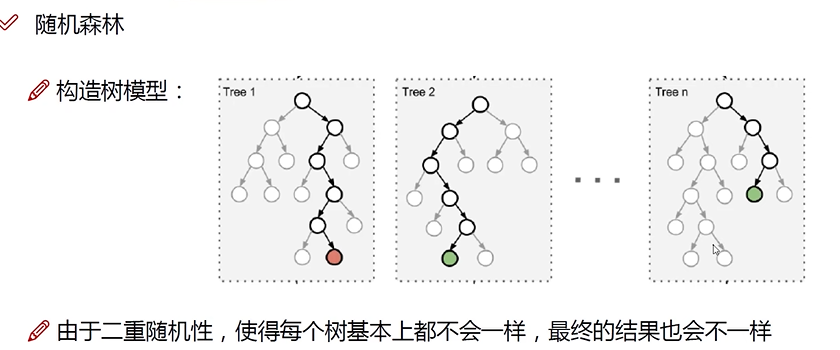 随机森林
构造树模型：
Tree 1
Tree 2
Tree n
由于二重随机性，使得每个树基本上都不会一样，最终的结果也会不一样